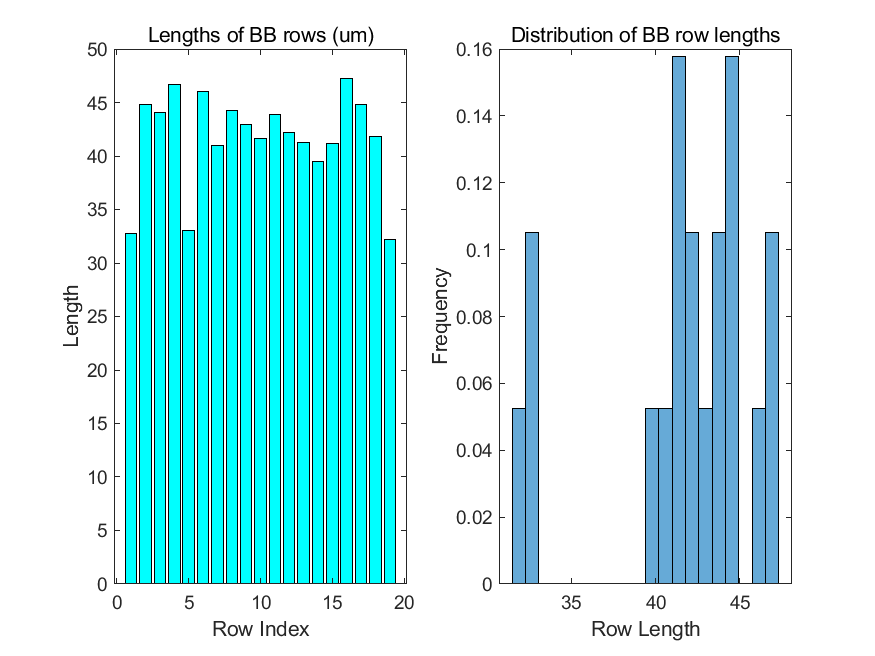 Lengths of BB rows (um)
50
45
40
35
30
25
20
15
10
5
0
Length
0 5 10 15 20
Row Index
Distribution of BB row lengths
0.16
0.14
0.12
0.1
0.08
0.06
0.04
0.02
0
Frequency
35 40 45
Row Length